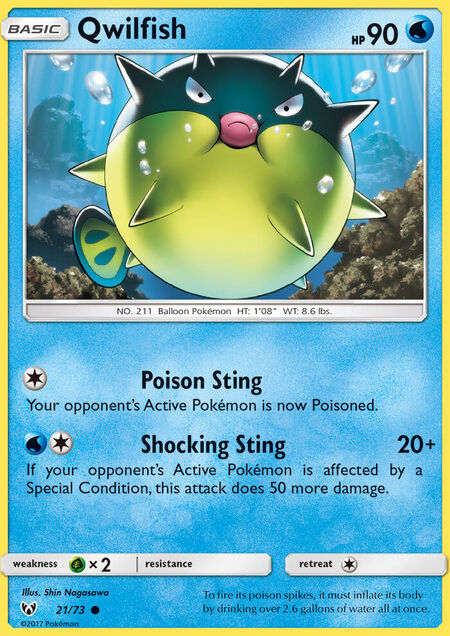 BASIC Qwilfish HP 90
NO. 211 Balloon Pokémon HT: 1'08" WT: 8.6 lbs.
Poison Sting
Your opponent's Active Pokémon is now Poisoned.
Shocking Sting 20+
If your opponent's Active Pokémon is affected by a
Special Condition, this attack does 50 more damage.
weakness ×2 resistance retreat
Illus. Shin Nagasawa
21/73
©2017 Pokémon
To fire its poison spikes, it must inflate its body
by drinking over 2.6 gallons of water all at once.